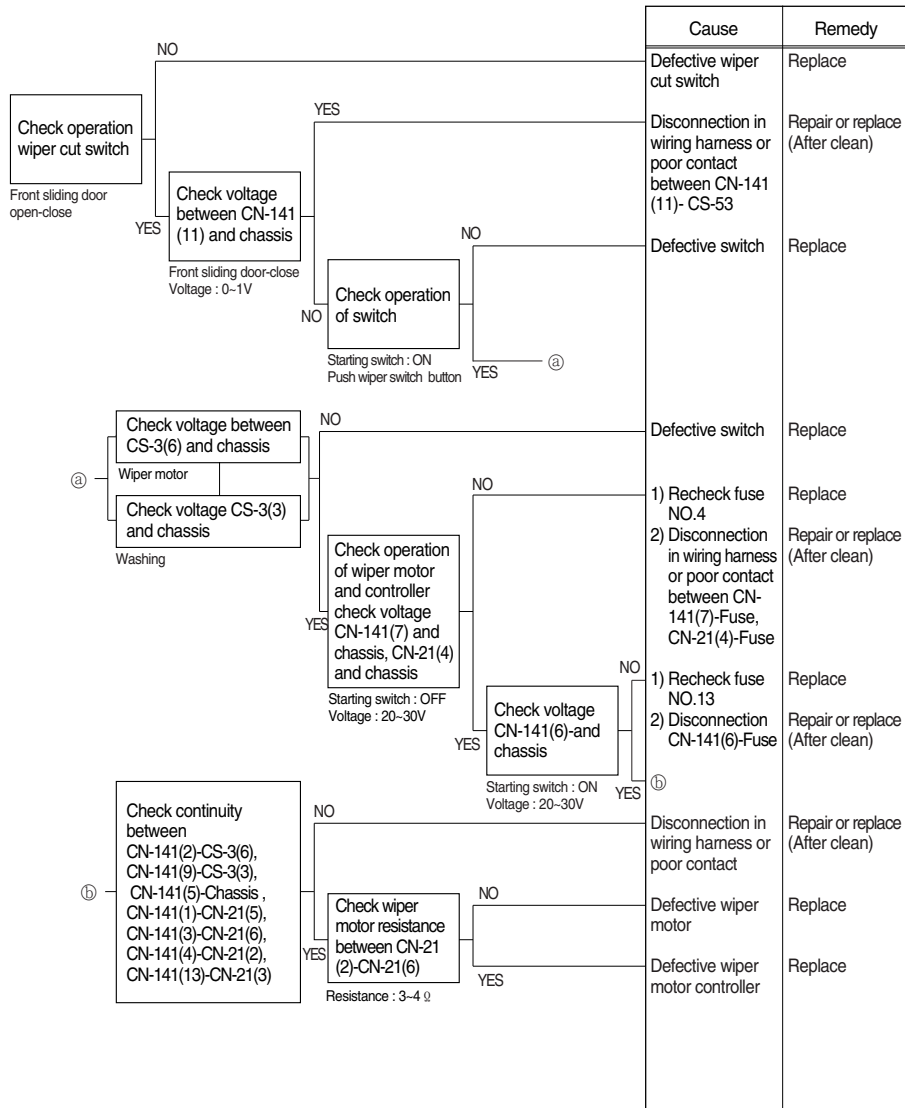 Cause
Remedy
NO
Defective wiper
cut switch
Replace
Check operation
wiper cut switch
Front sliding door
open-close
YES
Disconnection in
wiring harness or
poor contact
between CN-141
(11)- CS-53
Repair or replace
(After clean)
YES
Check voltage
between CN-141
(11) and chassis
Front sliding door-close
Voltage : 0~1V
NO
Defective switch
Replace
NO
Check operation
of switch
Starting switch : ON
Push wiper switch button
YES
ⓐ
ⓐ
Check voltage between
CS-3(6) and chassis
Wiper motor
Check voltage CS-3(3)
and chassis
Washing
NO
Defective switch
Replace
YES
Check operation
of wiper motor
and controller
check voltage
CN-141(7) and
chassis, CN-21(4)
and chassis
Starting switch : OFF
Voltage : 20~30V
NO
1) Recheck fuse
NO.4
Replace
2) Disconnection
in wiring harness
or poor contact
between CN-
141(7)-Fuse,
CN-21(4)-Fuse
Repair or replace
(After clean)
YES
Check voltage
CN-141(6)-and
chassis
Starting switch : ON
Voltage : 20~30V
NO
1) Recheck fuse
NO.13
Replace
2) Disconnection
CN-141(6)-Fuse
Repair or replace
(After clean)
YES
ⓑ
ⓑ
Check continuity
between
CN-141(2)-CS-3(6),
CN-141(9)-CS-3(3),
CN-141(5)-Chassis ,
CN-141(1)-CN-21(5),
CN-141(3)-CN-21(6),
CN-141(4)-CN-21(2),
CN-141(13)-CN-21(3)
NO
Disconnection in
wiring harness or
poor contact
Repair or replace
(After clean)
YES
Check wiper
motor resistance
between CN-21
(2)-CN-21(6)
Resistance : 3~4 Ω
NO
Defective wiper
motor
Replace
YES
Defective wiper
motor controller
Replace